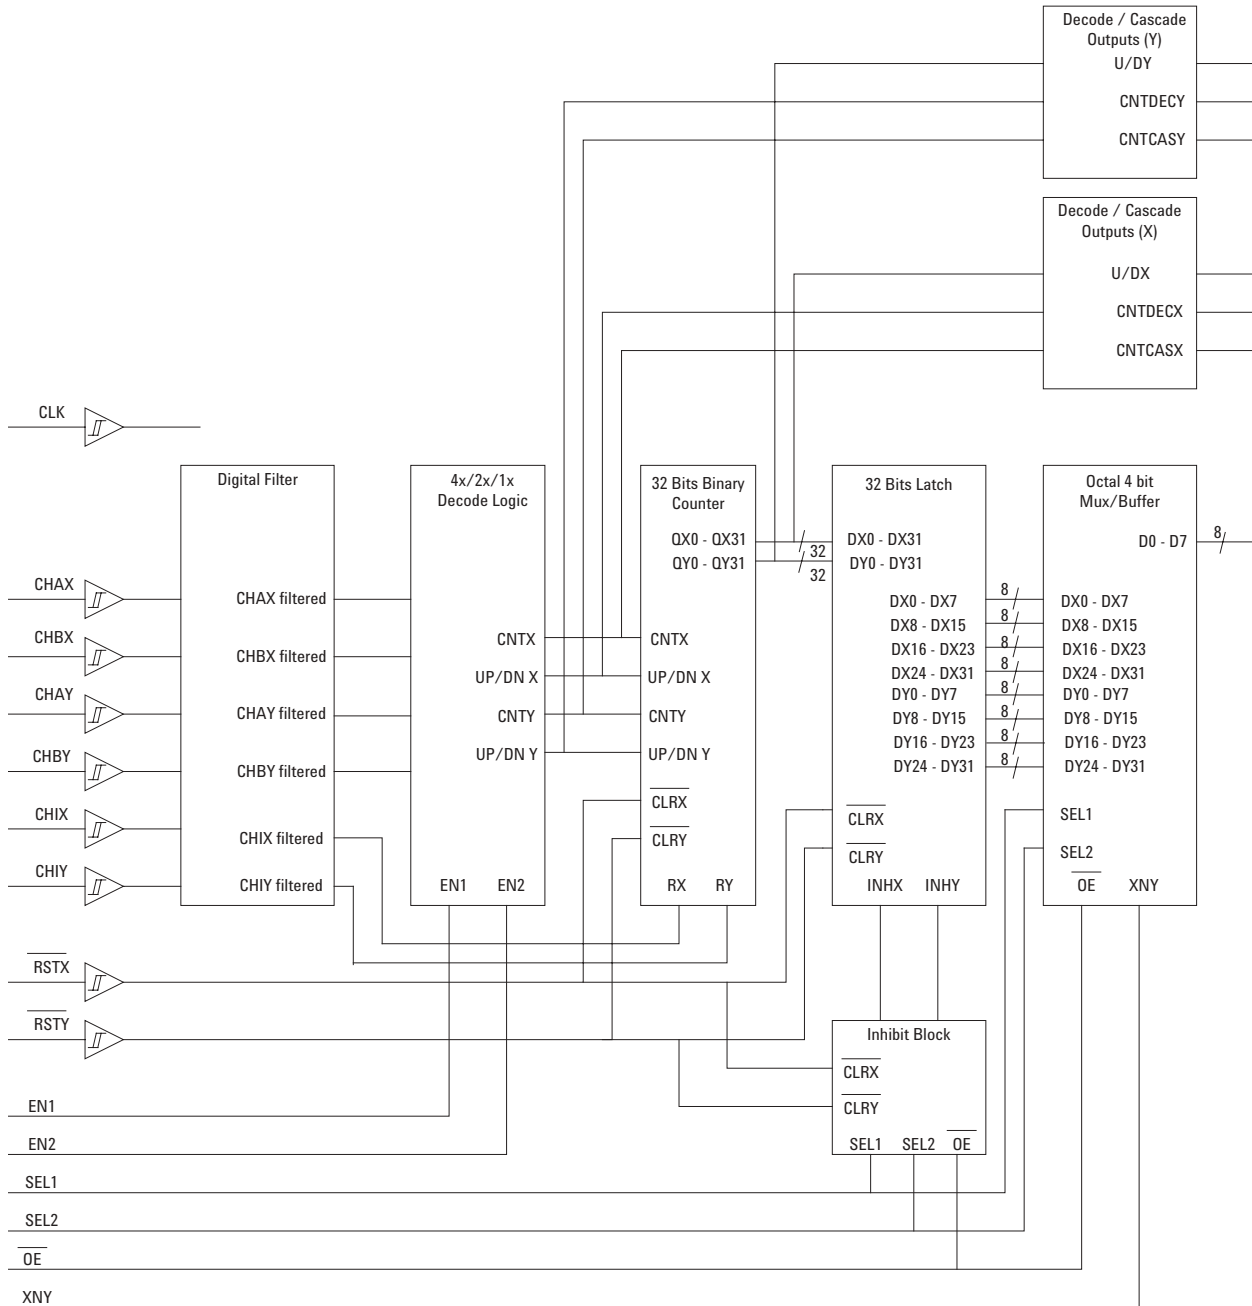 Decode / Cascade
Outputs (Y)
U/DY
CNTDECY
CNTCASY
Decode / Cascade
Outputs (X)
U/DX
CNTDECX
CNTCASX
CLK
CHAX
CHBX
CHAY
CHBY
CHIX
CHIY
RSTX
RSTY
EN1
EN2
SEL1
SEL2
OE
XNY
Digital Filter
CHAX filtered
CHBX filtered
CHAY filtered
CHBY filtered
CHIX filtered
CHIY filtered
4x/2x/1x
Decode Logic
CNTX
UP/DN X
CNTY
UP/DN Y
EN1 EN2
32 Bits Binary
Counter
QX0 - QX31
QY0 - QY31
CNTX
UP/DN X
CNTY
UP/DN Y
CLRX
CLRY
RX RY
32
32
32 Bits Latch
DX0 - DX31
DY0 - DY31
DX0 - DX7
DX8 - DX15
DX16 - DX23
DX24 - DX31
DY0 - DY7
DY8 - DY15
DY16 - DY23
DY24 - DY31
CLRX
CLRY
INHX INHY
8
8
8
8
8
8
8
8
Octal 4 bit
Mux/Buffer
D0 - D7
8
DX0 - DX7
DX8 - DX15
DX16 - DX23
DX24 - DX31
DY0 - DY7
DY8 - DY15
DY16 - DY23
DY24 - DY31
SEL1
SEL2
OE XNY
Inhibit Block
CLRX
CLRY
SEL1 SEL2 OE